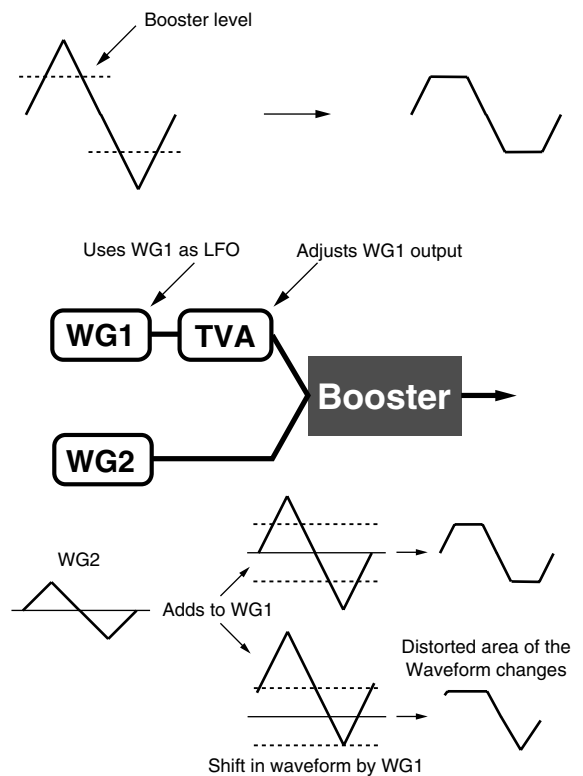 Booster level
Uses WG1 as LFO
Adjusts WG1 output
WG1
TVA
Booster
WG2
WG2
Adds to WG1
Distorted area of the
Waveform changes
Shift in waveform by WG1